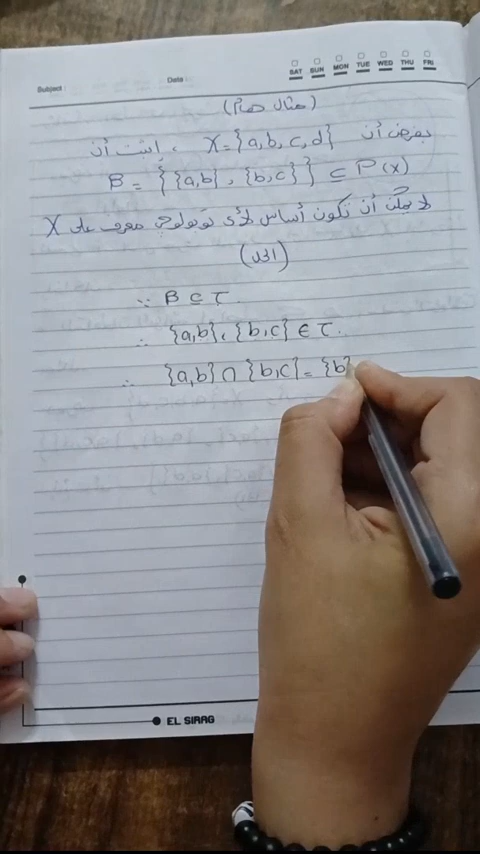 Subject : Date :
SAT SUN MON TUE WED THU FRI
(مثال هام)
بفرض أن X={a,b,c,d} ، إثبت أن
B = {{a,b} , {b,c}} ⊆ P(X)
لا يمكن أن تكون أساس لأى توبولوجى معرف على X
(الحل)
∵ B ⊆ τ
∴ {a,b} , {b,c} ∈ τ.
∴ {a,b} ∩ {b,c} = {b}
EL SIRAG